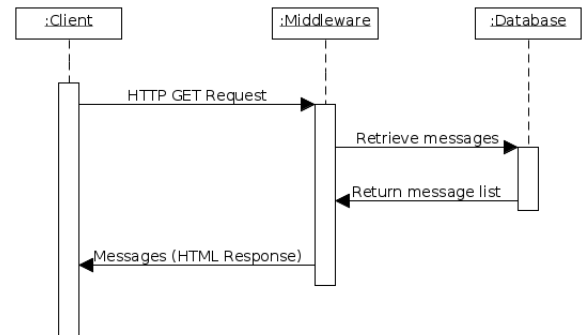 :Client
:Middleware
:Database
HTTP GET Request
Retrieve messages
Return message list
Messages (HTML Response)